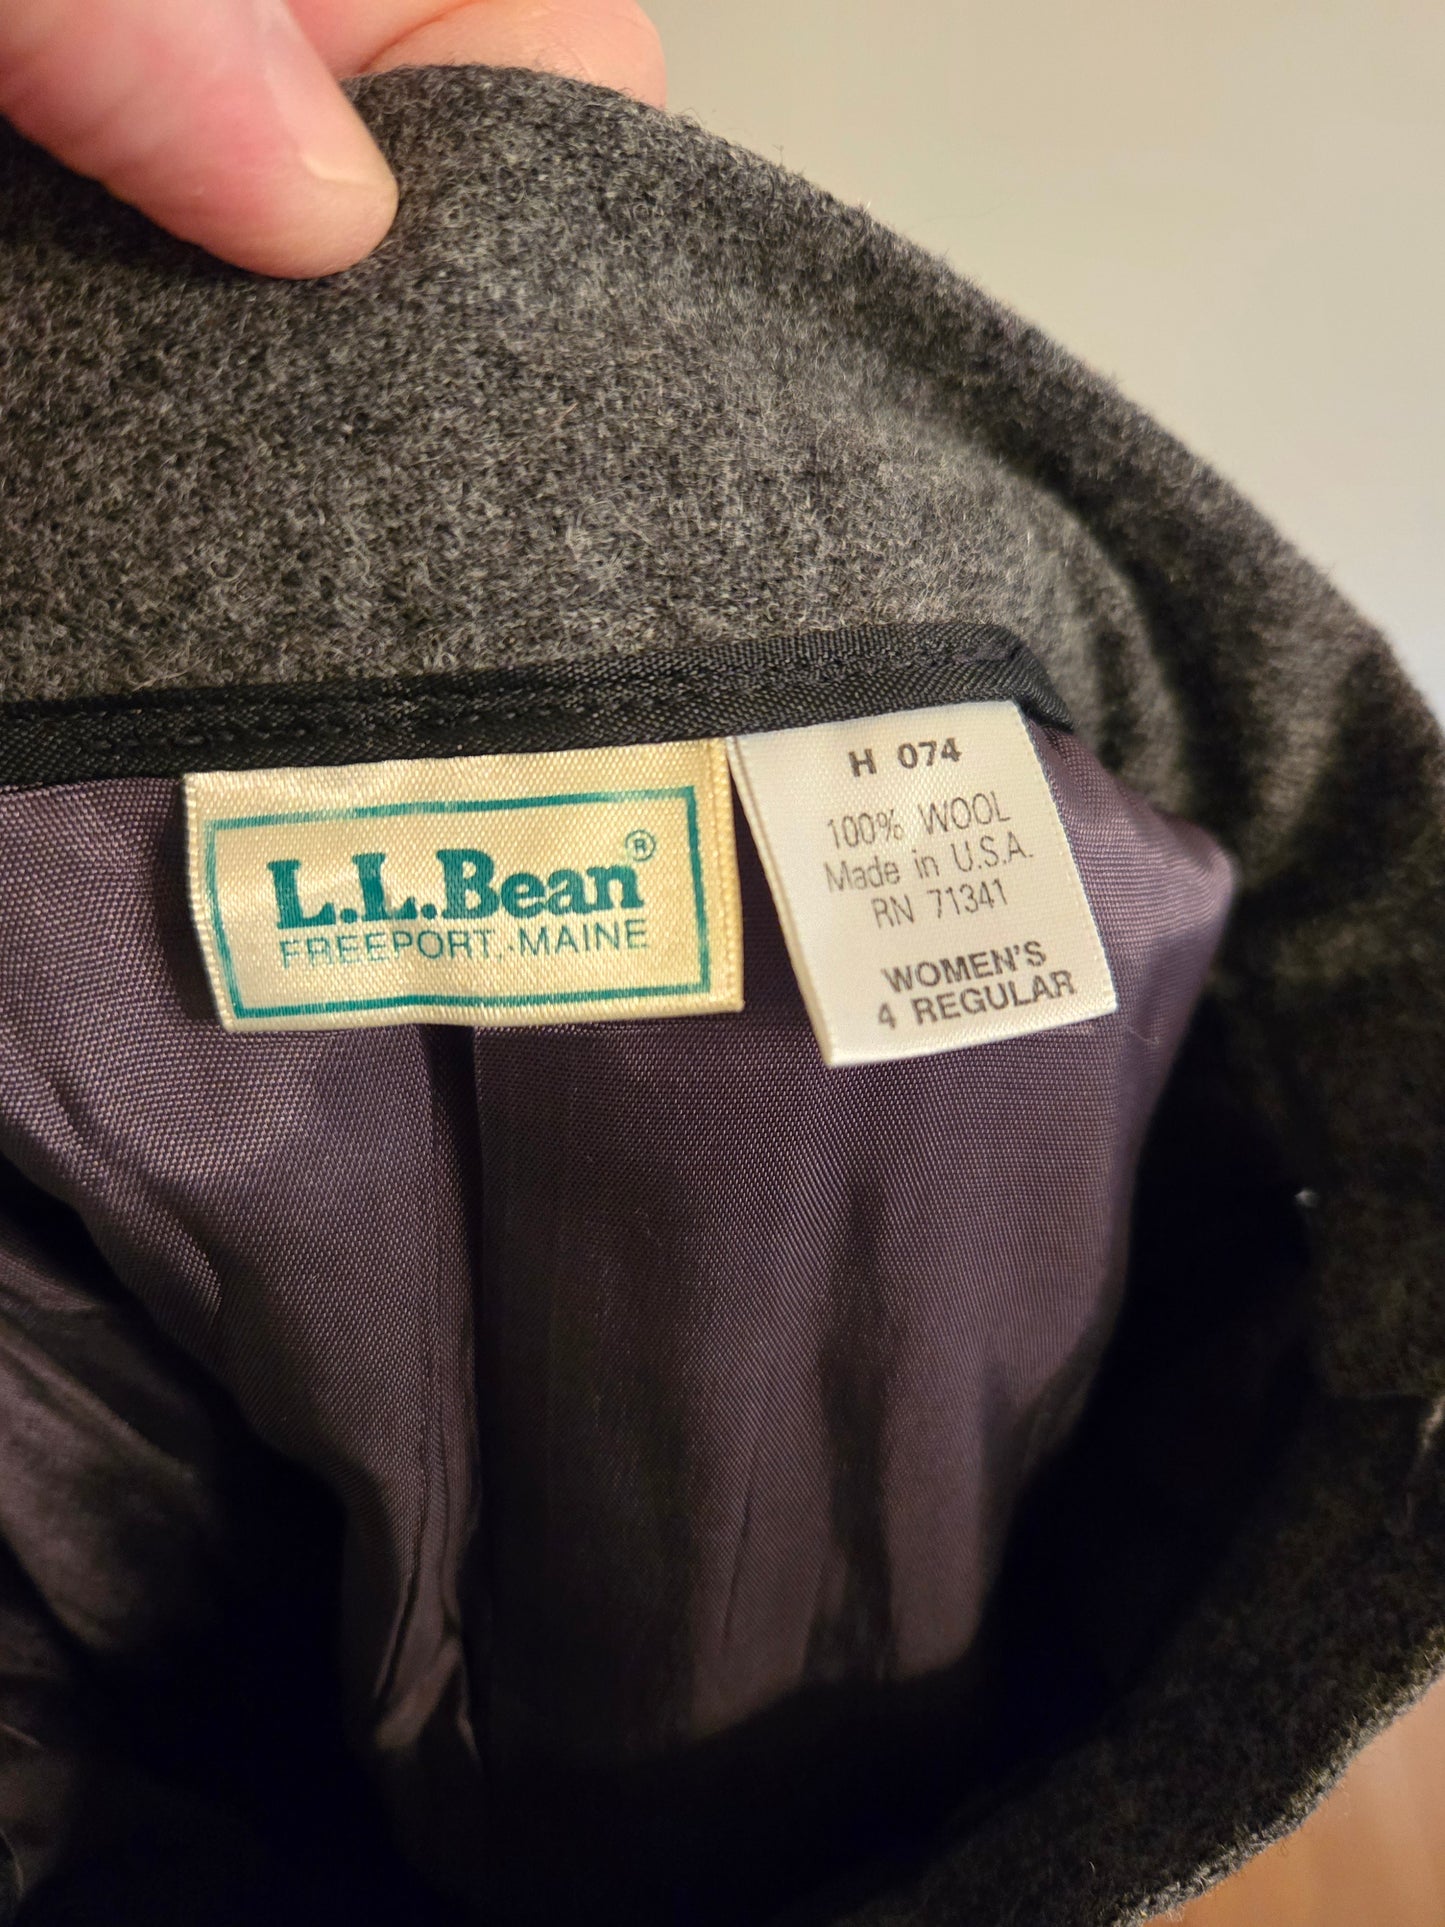 L.L.Bean®
FREEPORT, MAINE
H 074
100% WOOL
Made in U.S.A.
RN 71341
WOMEN'S
4 REGULAR